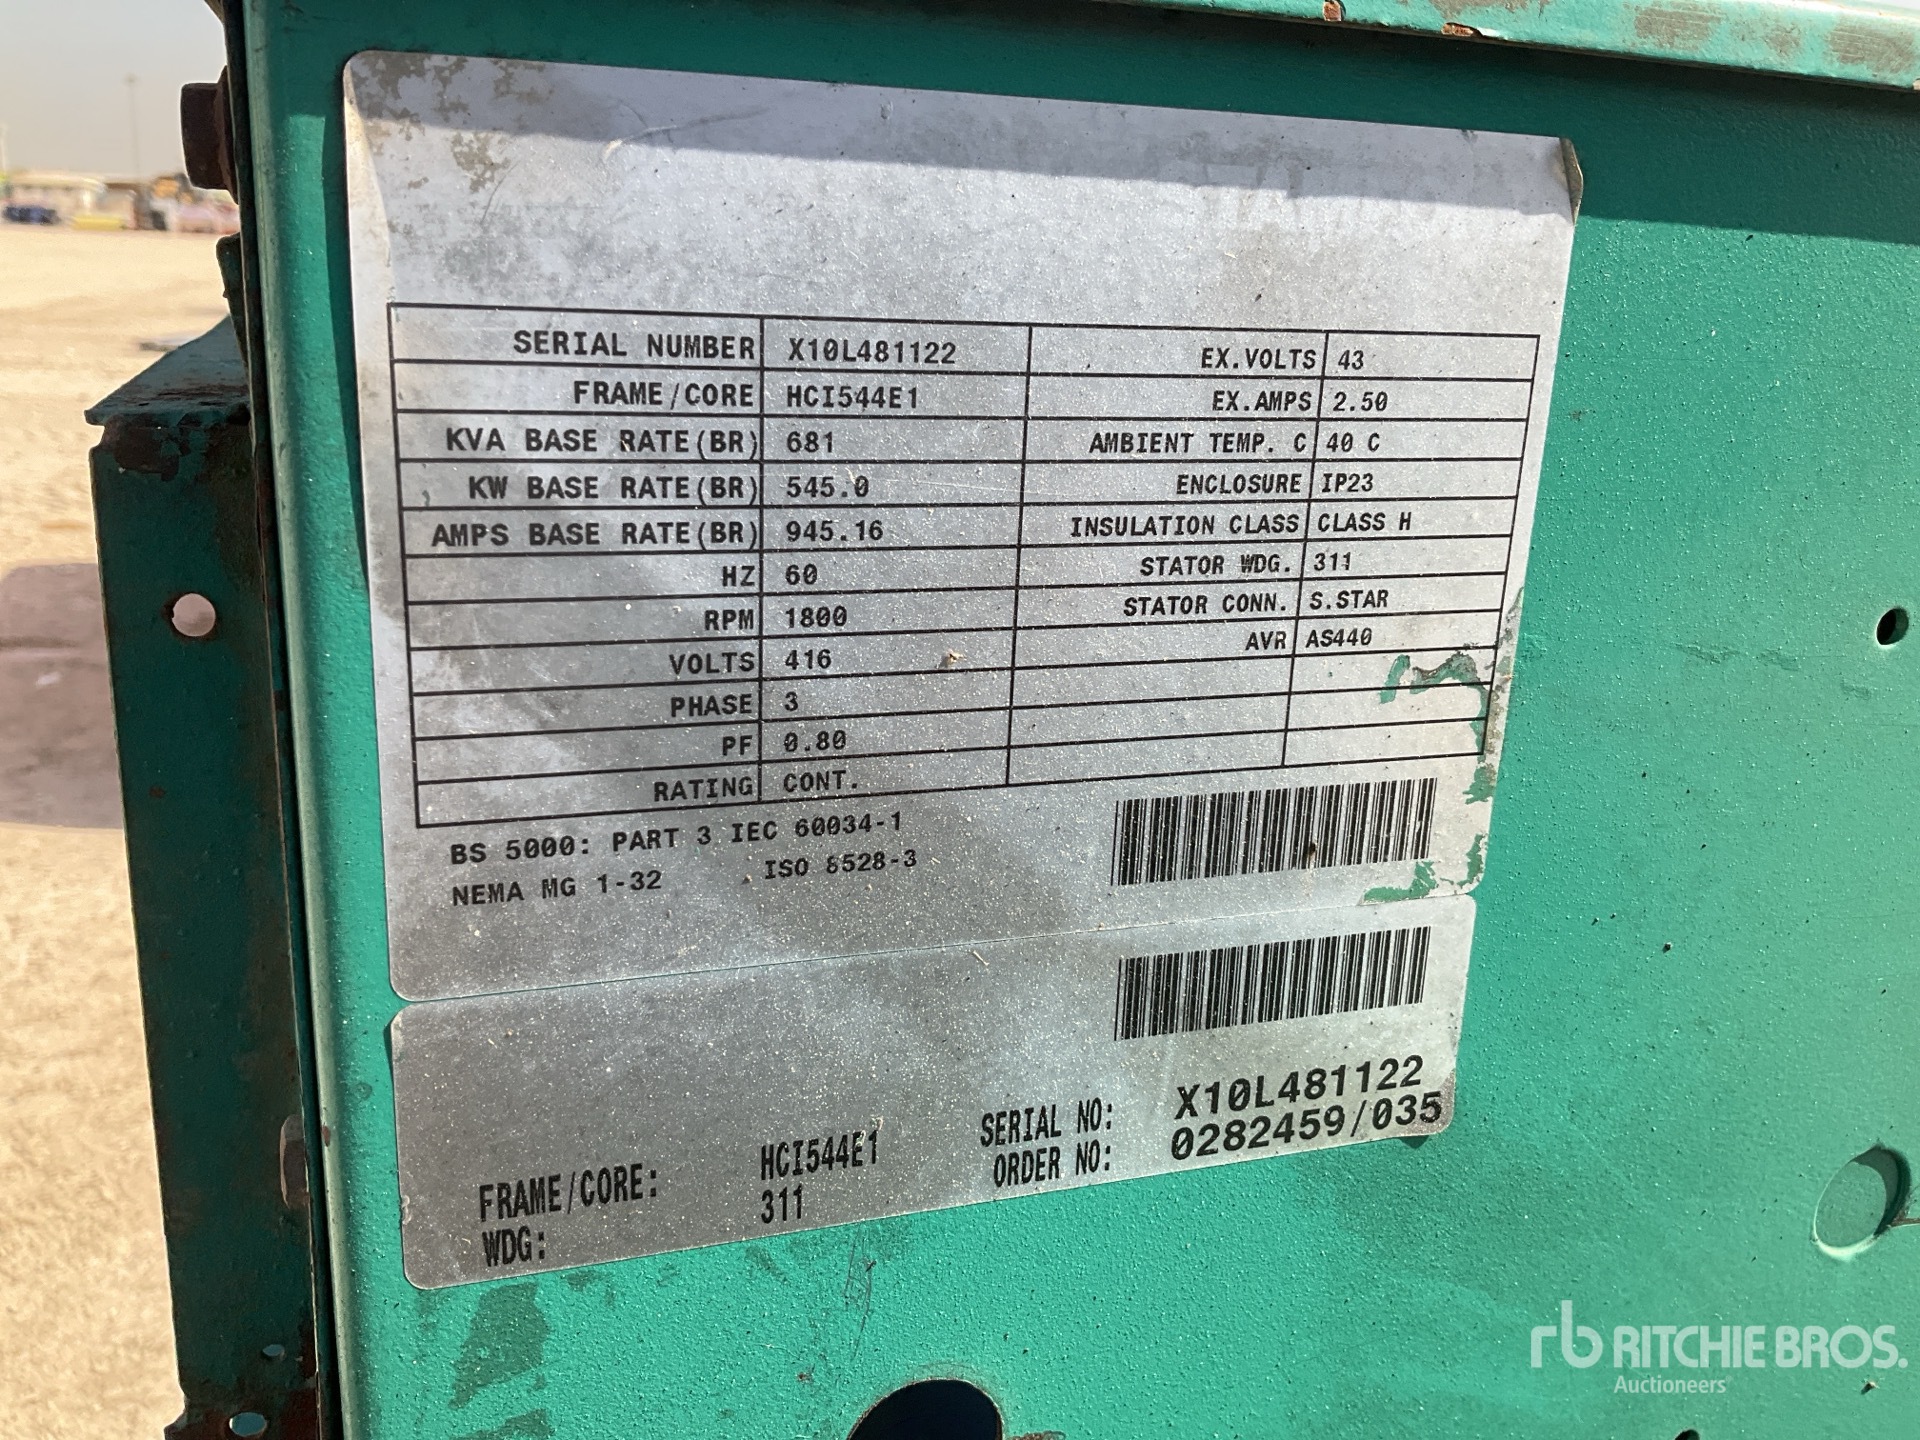 SERIAL NUMBER X10L481122 EX.VOLTS 43
FRAME/CORE HCI544E1 EX.AMPS 2.50
KVA BASE RATE(BR) 681 AMBIENT TEMP. C 40 C
KW BASE RATE(BR) 545.0 ENCLOSURE IP23
AMPS BASE RATE(BR) 945.16 INSULATION CLASS CLASS H
HZ 60 STATOR WDG. 311
RPM 1800 STATOR CONN. S.STAR
VOLTS 416 AVR AS440
PHASE 3
PF 0.80
RATING CONT.
BS 5000: PART 3 IEC 60034-1
NEMA MG 1-32 ISO 8528-3
FRAME/CORE: HCI544E1 SERIAL NO: X10L481122
WDG: 311 ORDER NO: 0282459/035
rb RITCHIE BROS.
Auctioneers